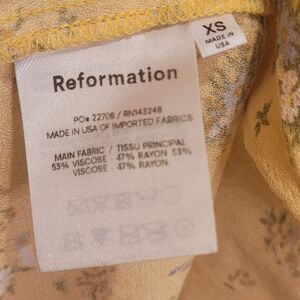 XS
MADE IN
USA
Reformation
PO# 22708 / RN143248
MADE IN USA OF IMPORTED FABRICS
MAIN FABRIC / TISSU PRINCIPAL
53% VISCOSE - 47% RAYON 53%
VISCOSE - 47% RAYON